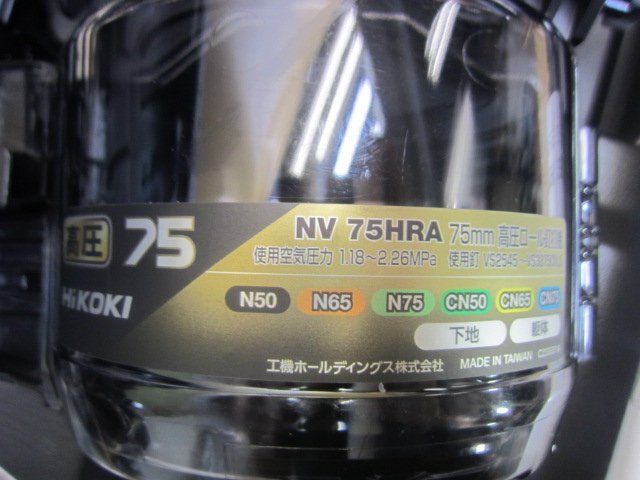 高圧 75
HiKOKI
NV 75HRA 75mm 高圧ロール釘打機
使用空気圧力 1.18～2.26MPa 使用釘 VS2545
N50 N65 N75 CN50 CN65 CN75
下地 躯体
工機ホールディングス株式会社 MADE IN TAIWAN